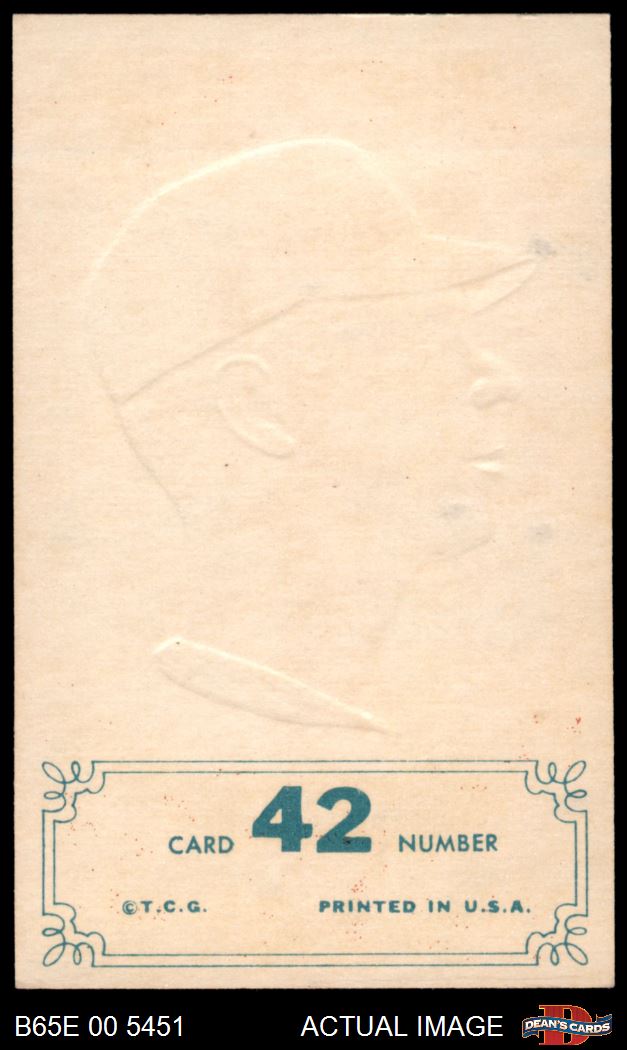 CARD 42 NUMBER
©T.C.G. PRINTED IN U.S.A.
B65E 00 5451 ACTUAL IMAGE D DEAN'S CARDS